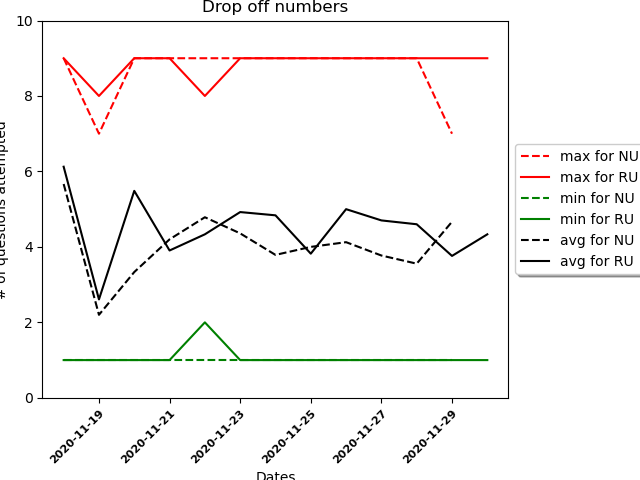 Drop off numbers
# of questions attempted
10
8
6
4
2
0
2020-11-19
2020-11-21
2020-11-23
2020-11-25
2020-11-27
2020-11-29
Dates
max for NU
max for RU
min for NU
min for RU
avg for NU
avg for RU